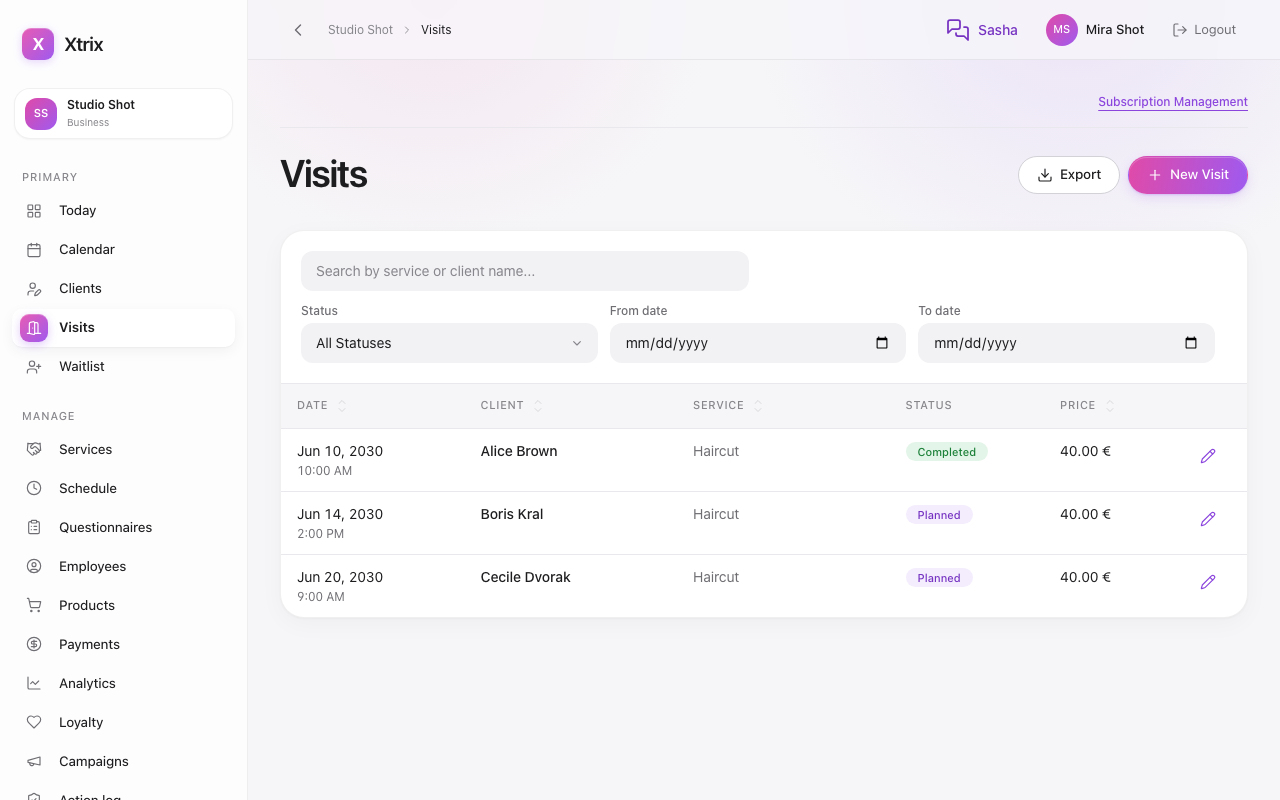 X Xtrix
SS Studio Shot
Business
PRIMARY
Today
Calendar
Clients
Visits
Waitlist
MANAGE
Services
Schedule
Questionnaires
Employees
Products
Payments
Analytics
Loyalty
Campaigns
Action log
Studio Shot > Visits
Sasha
MS Mira Shot
Logout
Subscription Management
Visits
Export
+ New Visit
Search by service or client name...
Status From date To date
All Statuses mm/dd/yyyy mm/dd/yyyy
DATE CLIENT SERVICE STATUS PRICE
Jun 10, 2030 Alice Brown Haircut Completed 40.00 €
10:00 AM
Jun 14, 2030 Boris Kral Haircut Planned 40.00 €
2:00 PM
Jun 20, 2030 Cecile Dvorak Haircut Planned 40.00 €
9:00 AM